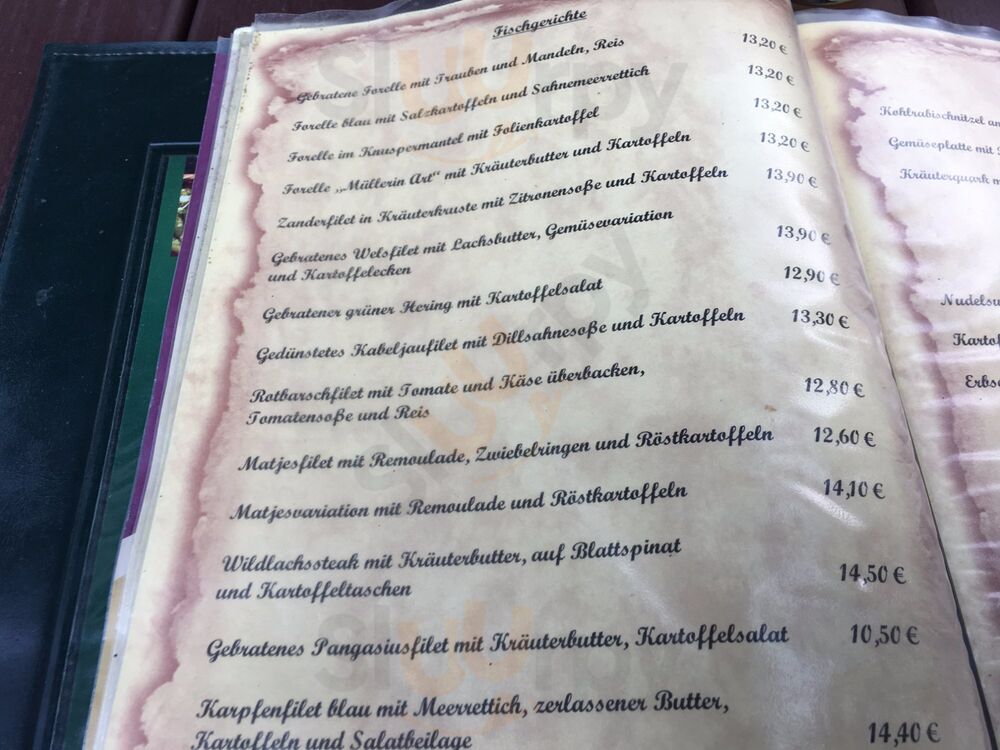 Fischgerichte
Gebratene Forelle mit Trauben und Mandeln, Reis 13,20 €
Forelle blau mit Salzkartoffeln und Sahnemeerrettich 13,20 €
Forelle im Knuspermantel mit Folienkartoffel 13,20 €
Forelle „Müllerin Art“ mit Kräuterbutter und Kartoffeln 13,20 €
Zanderfilet in Kräuterkruste mit Zitronensoße und Kartoffeln 13,90 €
Gebratenes Welsfilet mit Lachsbutter, Gemüsevariation
und Kartoffelecken 13,90 €
Gebratener grüner Hering mit Kartoffelsalat 12,90 €
Gedünstetes Kabeljaufilet mit Dillsahnesoße und Kartoffeln 13,30 €
Rotbarschfilet mit Tomate und Käse überbacken,
Tomatensoße und Reis 12,80 €
Matjesfilet mit Remoulade, Zwiebelringen und Röstkartoffeln 12,60 €
Matjesvariation mit Remoulade und Röstkartoffeln 14,10 €
Wildlachssteak mit Kräuterbutter, auf Blattspinat
und Kartoffeltaschen 14,50 €
Gebratenes Pangasiusfilet mit Kräuterbutter, Kartoffelsalat 10,50 €
Karpfenfilet blau mit Meerrettich, zerlassener Butter,
Kartoffeln und Salatbeilage 14,40 €
Kohlrabischnitzel
Gemüseplatte mit
Kräuterquark
sluurpy
sluurpy
sluurpy